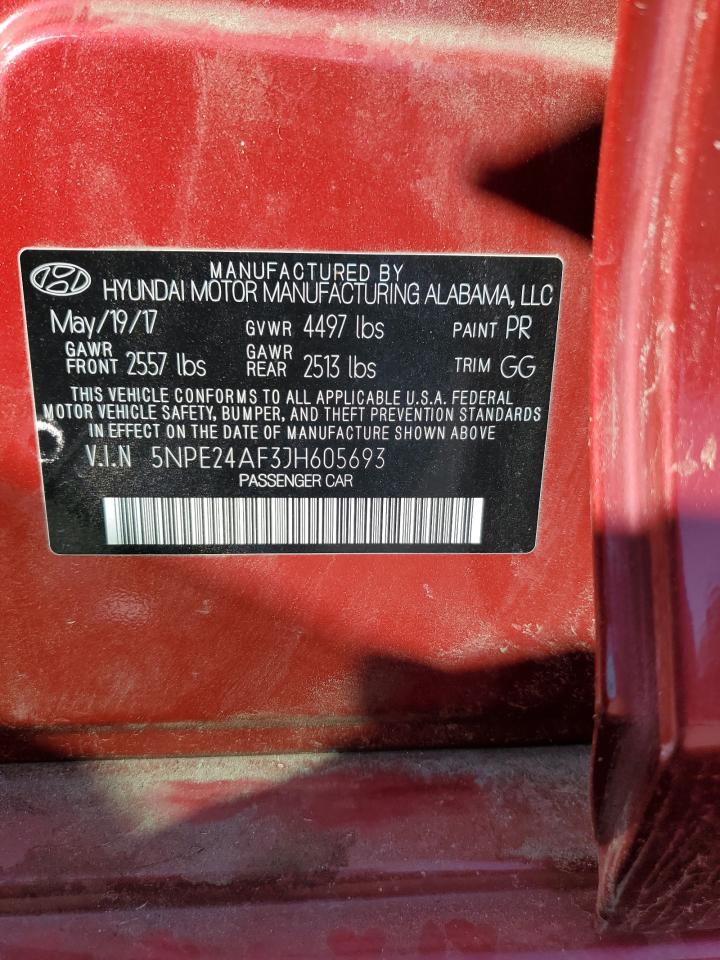 MANUFACTURED BY
HYUNDAI MOTOR MANUFACTURING ALABAMA, LLC
May/19/17 GVWR 4497 lbs PAINT PR
GAWR FRONT 2557 lbs GAWR REAR 2513 lbs TRIM GG
THIS VEHICLE CONFORMS TO ALL APPLICABLE U.S.A. FEDERAL
MOTOR VEHICLE SAFETY, BUMPER, AND THEFT PREVENTION STANDARDS
IN EFFECT ON THE DATE OF MANUFACTURE SHOWN ABOVE.
V.I.N 5NPE24AF3JH605693
PASSENGER CAR